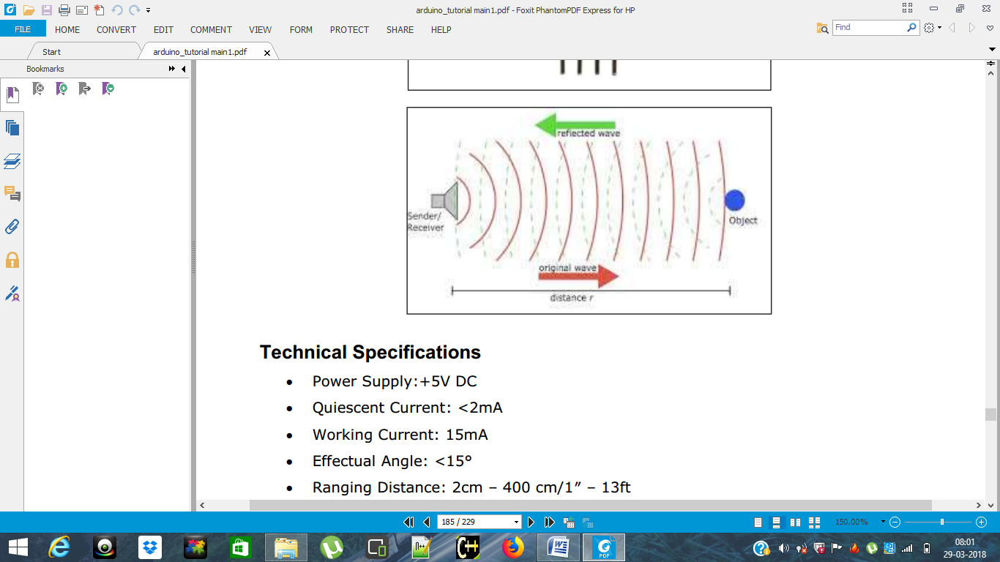 arduino_tutorial main1.pdf - Foxit PhantomPDF Express for HP
FILE HOME CONVERT EDIT COMMENT VIEW FORM PROTECT SHARE HELP
Find
Start
arduino_tutorial main1.pdf
Bookmarks
reflected wave
Sender/
Receiver
Object
original wave
distance r
Technical Specifications
• Power Supply:+5V DC
• Quiescent Current: <2mA
• Working Current: 15mA
• Effectual Angle: <15°
• Ranging Distance: 2cm – 400 cm/1″ – 13ft
185 / 229
150.00%
08:01
29-03-2018